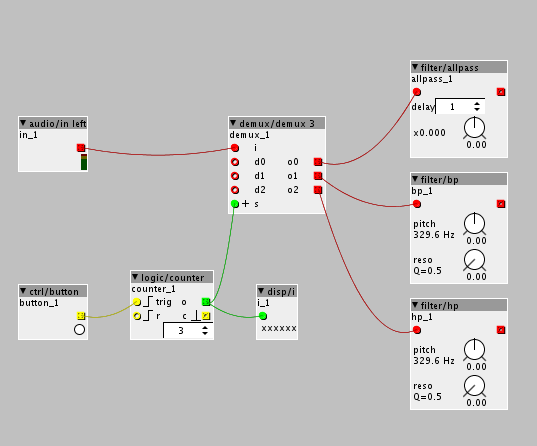 audio/in left
in_1
demux/demux 3
demux_1
i
d0 o0
d1 o1
d2 o2
+ s
ctrl/button
button_1
logic/counter
counter_1
trig o
r c
3
disp/i
i_1
xxxxxx
filter/allpass
allpass_1
delay 1
x0.000
0.00
filter/bp
bp_1
pitch
329.6 Hz
0.00
reso
Q=0.5
0.00
filter/hp
hp_1
pitch
329.6 Hz
0.00
reso
Q=0.5
0.00